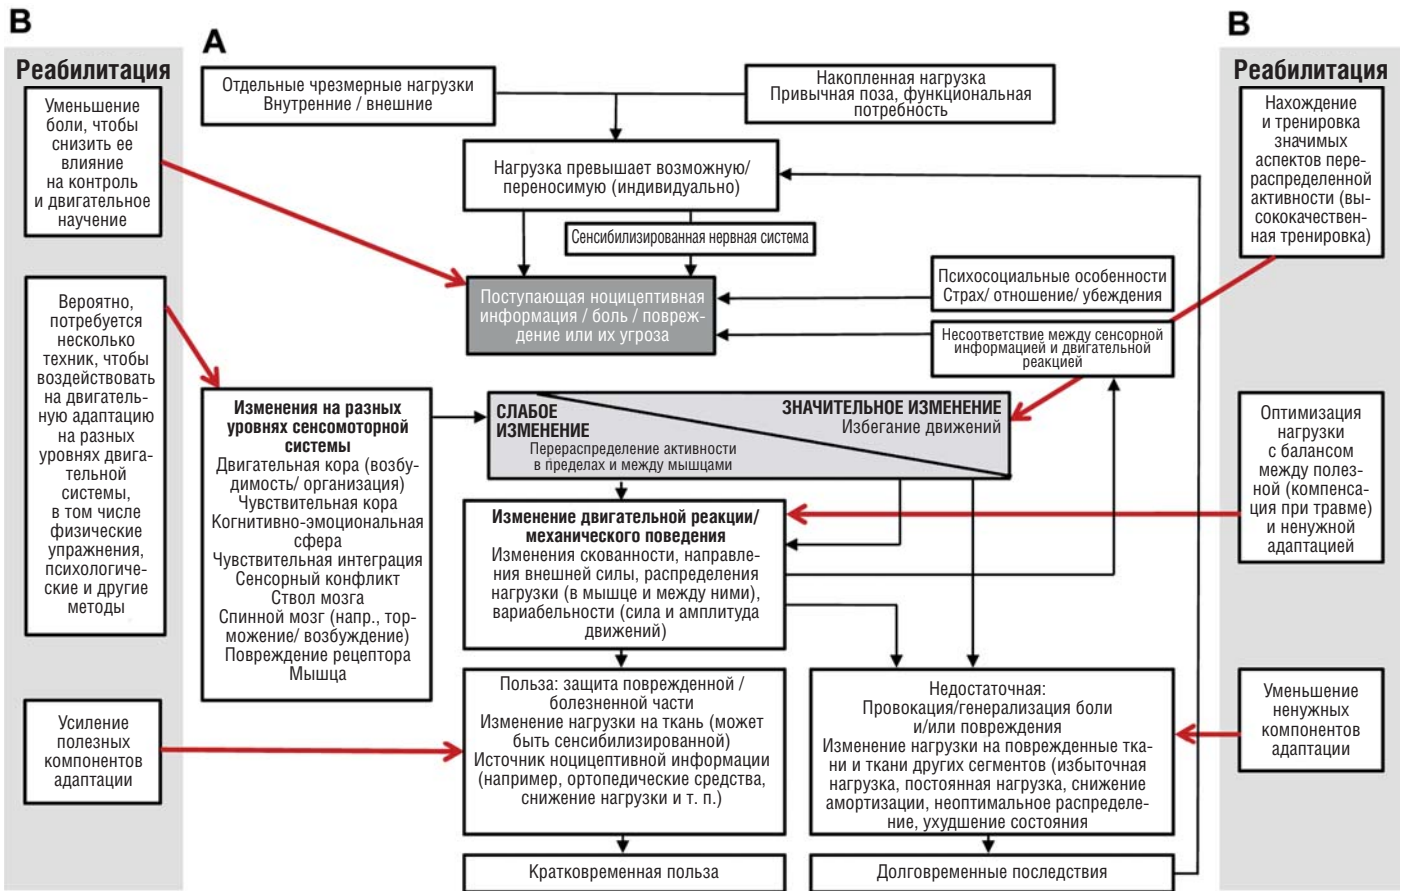 B
Реабилитация
Уменьшение
боли, чтобы
снизить ее
влияние
на контроль
и двигательное
научение
Вероятно,
потребуется
несколько
техник, чтобы
воздействовать
на двигатель-
ную адаптацию
на разных
уровнях двига-
тельной
системы,
в том числе
физические
упражнения,
психологиче-
ские и другие
методы
Усиление
полезных
компонентов
адаптации
A
Отдельные чрезмерные нагрузки
Внутренние / внешние
Накопленная нагрузка
Привычная поза, функциональная
потребность
Нагрузка превышает возможную/
переносимую (индивидуально)
Сенсибилизированная нервная система
Поступающая ноцицептивная
информация / боль / повреж-
дение или их угроза
Психосоциальные особенности
Страх/ отношение/ убеждения
Несоответствие между сенсорной
информацией и двигательной
реакцией
Изменения на разных
уровнях сенсомоторной
системы
Двигательная кора (возбу-
димость/ организация)
Чувствительная кора
Когнитивно-эмоциональная
сфера
Чувствительная интеграция
Сенсорный конфликт
Ствол мозга
Спинной мозг (напр., тор-
можение/ возбуждение)
Повреждение рецептора
Мышца
СЛАБОЕ
ИЗМЕНЕНИЕ
Перераспределение активности
в пределах и между мышцами
ЗНАЧИТЕЛЬНОЕ ИЗМЕНЕНИЕ
Избегание движений
Изменение двигательной реакции/
механического поведения
Изменения скованности, направле-
ния внешней силы, распределения
нагрузки (в мышце и между ними),
вариабельности (сила и амплитуда
движений)
Польза: защита поврежденной /
болезненной части
Изменение нагрузки на ткань (может
быть сенсибилизированной)
Источник ноцицептивной информации
(например, ортопедические средства,
снижение нагрузки и т. п.)
Недостаточная:
Провокация/генерализация боли
и/или повреждения
Изменение нагрузки на поврежденные тка-
ни и ткани других сегментов (избыточная
нагрузка, постоянная нагрузка, снижение
амортизации, неоптимальное распределе-
ние, ухудшение состояния
Кратковременная польза
Долговременные последствия
B
Реабилитация
Нахождение
и тренировка
значимых
аспектов пере-
распределенной
активности (вы-
сококачествен-
ная тренировка)
Оптимизация
нагрузки
с балансом
между полез-
ной (компенса-
ция при травме)
и ненужной
адаптацией
Уменьшение
ненужных
компонентов
адаптации